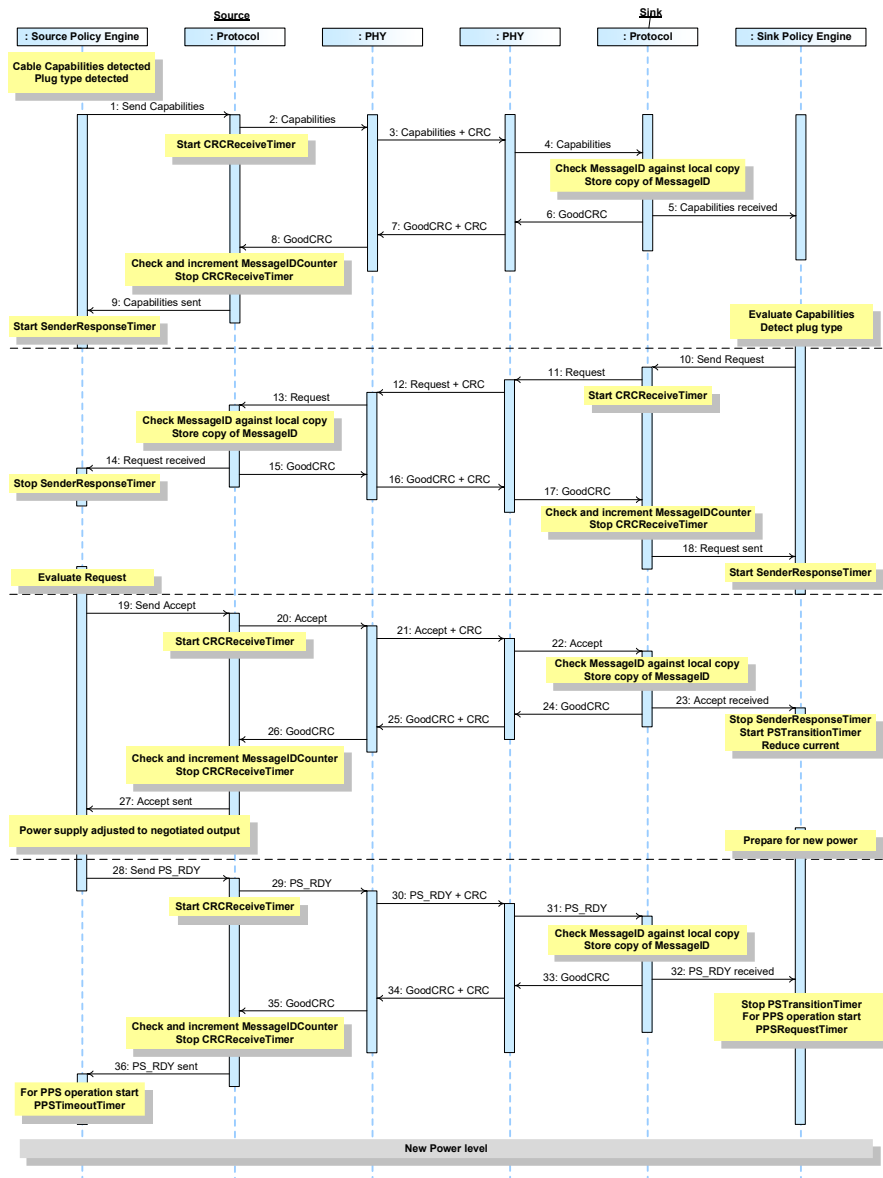 Source
Sink
: Source Policy Engine
: Protocol
: PHY
: PHY
: Protocol
: Sink Policy Engine
Cable Capabilities detected
Plug type detected
1: Send Capabilities
2: Capabilities
Start CRCReceiveTimer
3: Capabilities + CRC
4: Capabilities
Check MessageID against local copy
Store copy of MessageID
5: Capabilities received
6: GoodCRC
7: GoodCRC + CRC
8: GoodCRC
Check and increment MessageIDCounter
Stop CRCReceiveTimer
9: Capabilities sent
Start SenderResponseTimer
Evaluate Capabilities
Detect plug type
10: Send Request
11: Request
Start CRCReceiveTimer
12: Request + CRC
13: Request
Check MessageID against local copy
Store copy of MessageID
14: Request received
Stop SenderResponseTimer
15: GoodCRC
16: GoodCRC + CRC
17: GoodCRC
Check and increment MessageIDCounter
Stop CRCReceiveTimer
18: Request sent
Start SenderResponseTimer
Evaluate Request
19: Send Accept
20: Accept
Start CRCReceiveTimer
21: Accept + CRC
22: Accept
Check MessageID against local copy
Store copy of MessageID
23: Accept received
Stop SenderResponseTimer
Start PSTransitionTimer
Reduce current
24: GoodCRC
25: GoodCRC + CRC
26: GoodCRC
Check and increment MessageIDCounter
Stop CRCReceiveTimer
27: Accept sent
Power supply adjusted to negotiated output
Prepare for new power
28: Send PS_RDY
29: PS_RDY
Start CRCReceiveTimer
30: PS_RDY + CRC
31: PS_RDY
Check MessageID against local copy
Store copy of MessageID
32: PS_RDY received
33: GoodCRC
34: GoodCRC + CRC
35: GoodCRC
Stop PSTransitionTimer
For PPS operation start
PPSRequestTimer
Check and increment MessageIDCounter
Stop CRCReceiveTimer
36: PS_RDY sent
For PPS operation start
PPSTimeoutTimer
New Power level